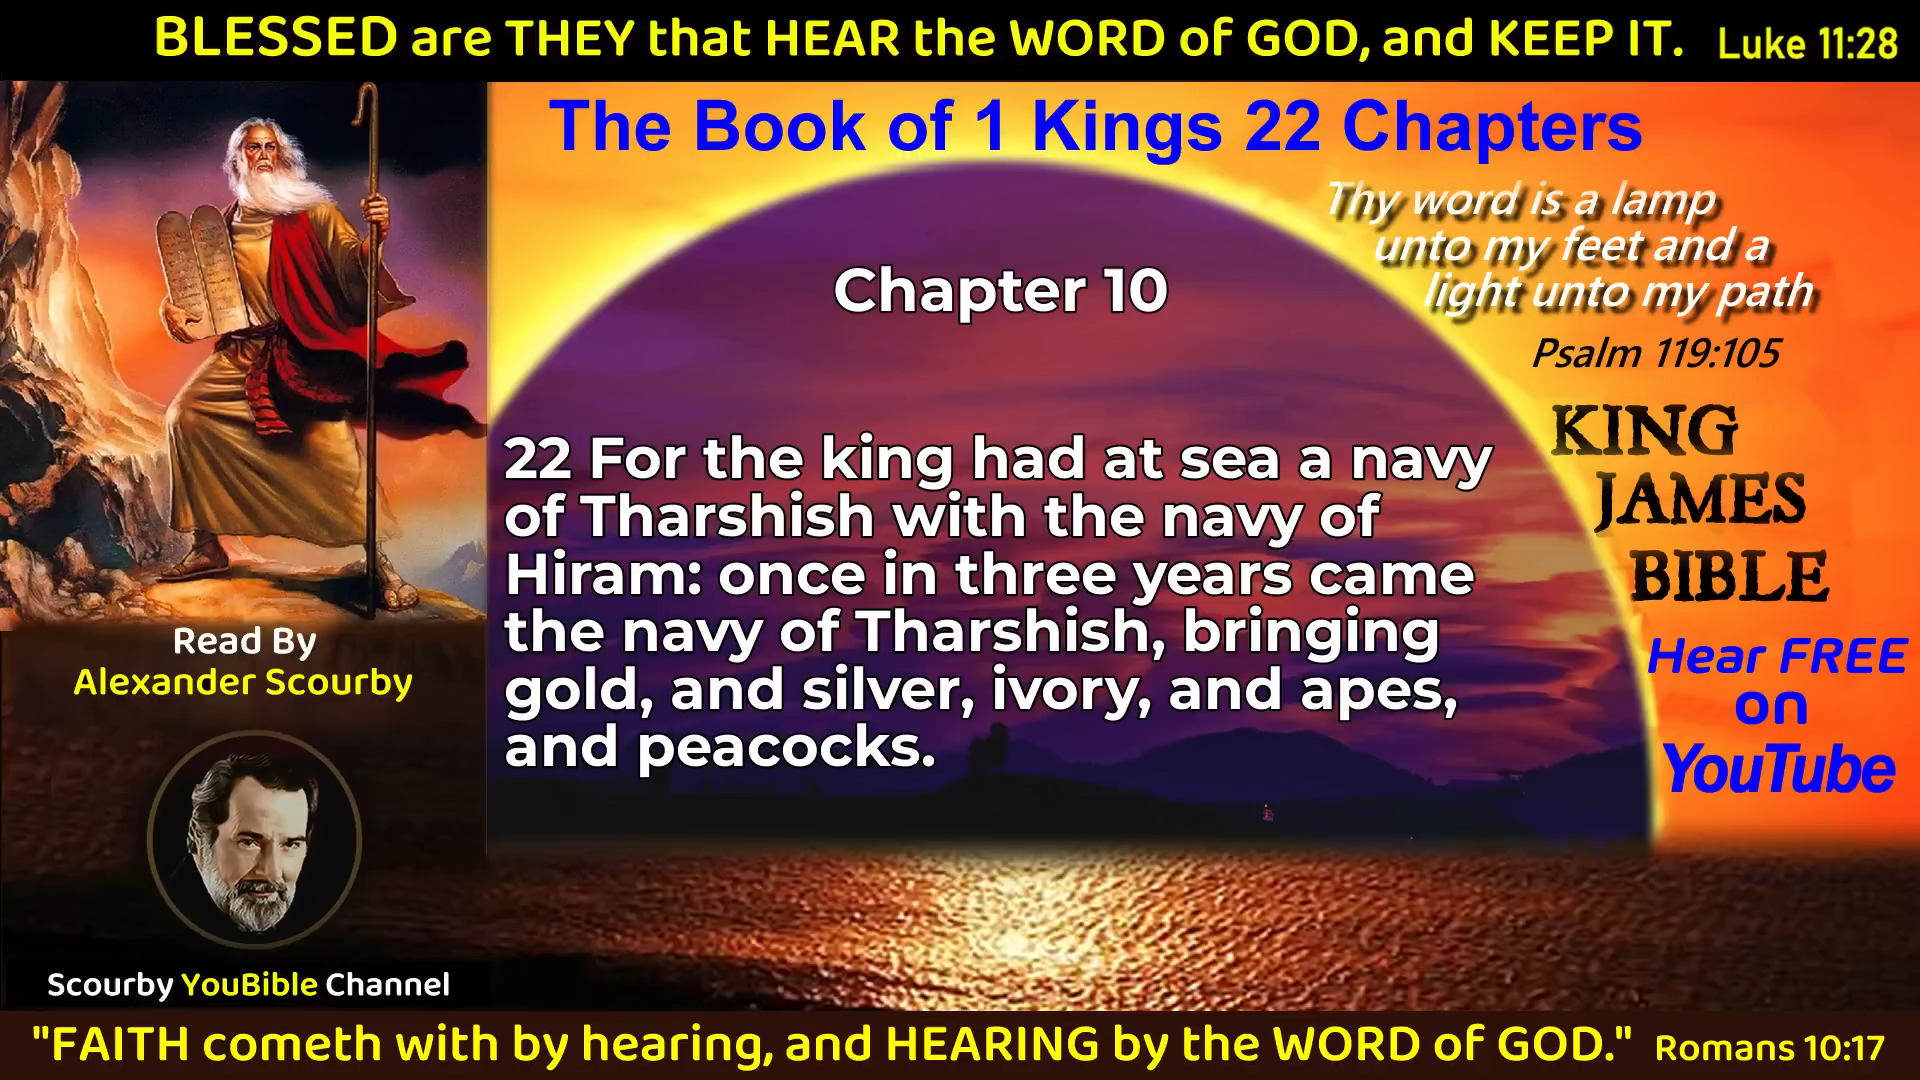 BLESSED are THEY that HEAR the WORD of GOD, and KEEP IT. Luke 11:28
The Book of 1 Kings 22 Chapters
Thy word is a lamp
unto my feet and a
light unto my path
Psalm 119:105
Chapter 10
22 For the king had at sea a navy
of Tharshish with the navy of
Hiram: once in three years came
the navy of Tharshish, bringing
gold, and silver, ivory, and apes,
and peacocks.
KING
JAMES
BIBLE
Hear FREE
on
YouTube
Read By
Alexander Scourby
Scourby YouBible Channel
"FAITH cometh with by hearing, and HEARING by the WORD of GOD." Romans 10:17